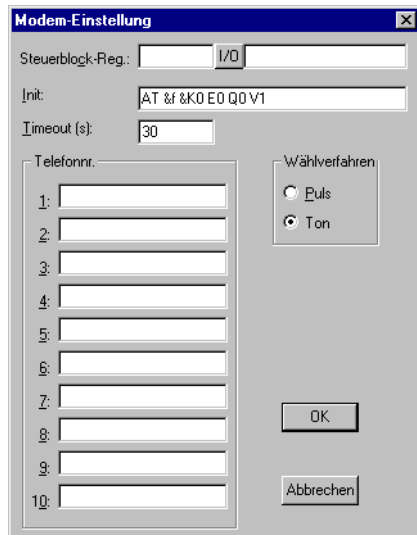 Modem-Einstellung
Steuerblock-Reg.: I/O
Init: AT &f &K0 E0 Q0 V1
Timeout (s): 30
Telefonnr.
Wählverfahren
1:
Puls
2:
Ton
3:
4:
5:
6:
7:
8:
9:
10:
OK
Abbrechen